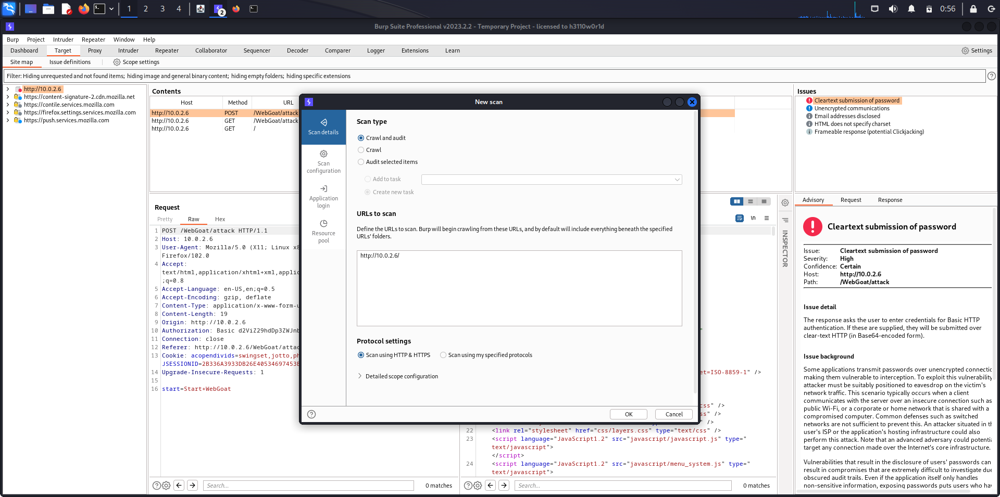 1
2
3
4
2
0:56
Burp Suite Professional v2023.2.2 - Temporary Project - licensed to h3110w0r1d
Burp Project Intruder Repeater Window Help
Dashboard Target Proxy Intruder Repeater Collaborator Sequencer Decoder Comparer Logger Extensions Learn Settings
Site map Issue definitions Scope settings
Filter: Hiding unrequested and not found items; hiding image and general binary content; hiding empty folders; hiding specific extensions
http://10.0.2.6
https://content-signature-2.cdn.mozilla.net
https://contile.services.mozilla.com
https://firefox.settings.services.mozilla.com
https://push.services.mozilla.com
Contents
Host Method URL
http://10.0.2.6 POST /WebGoat/attack
http://10.0.2.6 GET /WebGoat/attack
http://10.0.2.6 GET /
Request
Pretty Raw Hex
1 POST /WebGoat/attack HTTP/1.1
2 Host: 10.0.2.6
3 User-Agent: Mozilla/5.0 (X11; Linux
Firefox/102.0
4 Accept:
text/html,application/xhtml+xml,applic
;q=0.8
5 Accept-Language: en-US,en;q=0.5
6 Accept-Encoding: gzip, deflate
7 Content-Type: application/x-www-form-u
8 Content-Length: 19
9 Origin: http://10.0.2.6
10 Authorization: Basic
11 Connection: close
12 Referer: http://10.0.2.6/WebGoat/attac
13 Cookie: acopendivids=swingset,jotto,ph
14 Upgrade-Insecure-Requests: 1
15
16 start=Start+WebGoat
Search...
0 matches
New scan
Scan details
Scan
configuration
Application
login
Resource
pool
Scan type
Crawl and audit
Crawl
Audit selected items
Add to task
Create new task
URLs to scan
Define the URLs to scan. Burp will begin crawling from these URLs, and by default will include everything beneath the specified
URLs' folders.
http://10.0.2.6/
Protocol settings
Scan using HTTP & HTTPS Scan using my specified protocols
Detailed scope configuration
OK Cancel
\n
et=ISO-8859-1" />
css" />
ss" />
" />
22 <link rel="stylesheet" href="css/layers.css" type="text/css" />
23 <script language="JavaScript1.2" src="javascript/javascript.js" type="
text/javascript">
</script>
24 <script language="JavaScript1.2" src="javascript/menu_system.js" type="
text/javascript">
Search...
0 matches
INSPECTOR
Issues
Cleartext submission of password
Unencrypted communications
Email addresses disclosed
HTML does not specify charset
Frameable response (potential Clickjacking)
Advisory Request Response
Cleartext submission of password
Issue: Cleartext submission of password
Severity: High
Confidence: Certain
Host: http://10.0.2.6
Path: /WebGoat/attack
Issue detail
The response asks the user to enter credentials for Basic HTTP
authentication. If these are supplied, they will be submitted over
clear-text HTTP (in Base64-encoded form).
Issue background
Some applications transmit passwords over unencrypted connectic
making them vulnerable to interception. To exploit this vulnerability
attacker must be suitably positioned to eavesdrop on the victim's
network traffic. This scenario typically occurs when a client
communicates with the server over an insecure connection such as
public Wi-Fi, or a corporate or home network that is shared with a
compromised computer. Common defenses such as switched
networks are not sufficient to prevent this. An attacker situated in th
user's ISP or the application's hosting infrastructure could also
perform this attack. Note that an advanced adversary could potentia
target any connection made over the Internet's core infrastructure.
Vulnerabilities that result in the disclosure of users' passwords can
result in compromises that are extremely difficult to investigate due
obscured audit trails. Even if the application itself only handles
non-sensitive information, exposing passwords puts users who hav